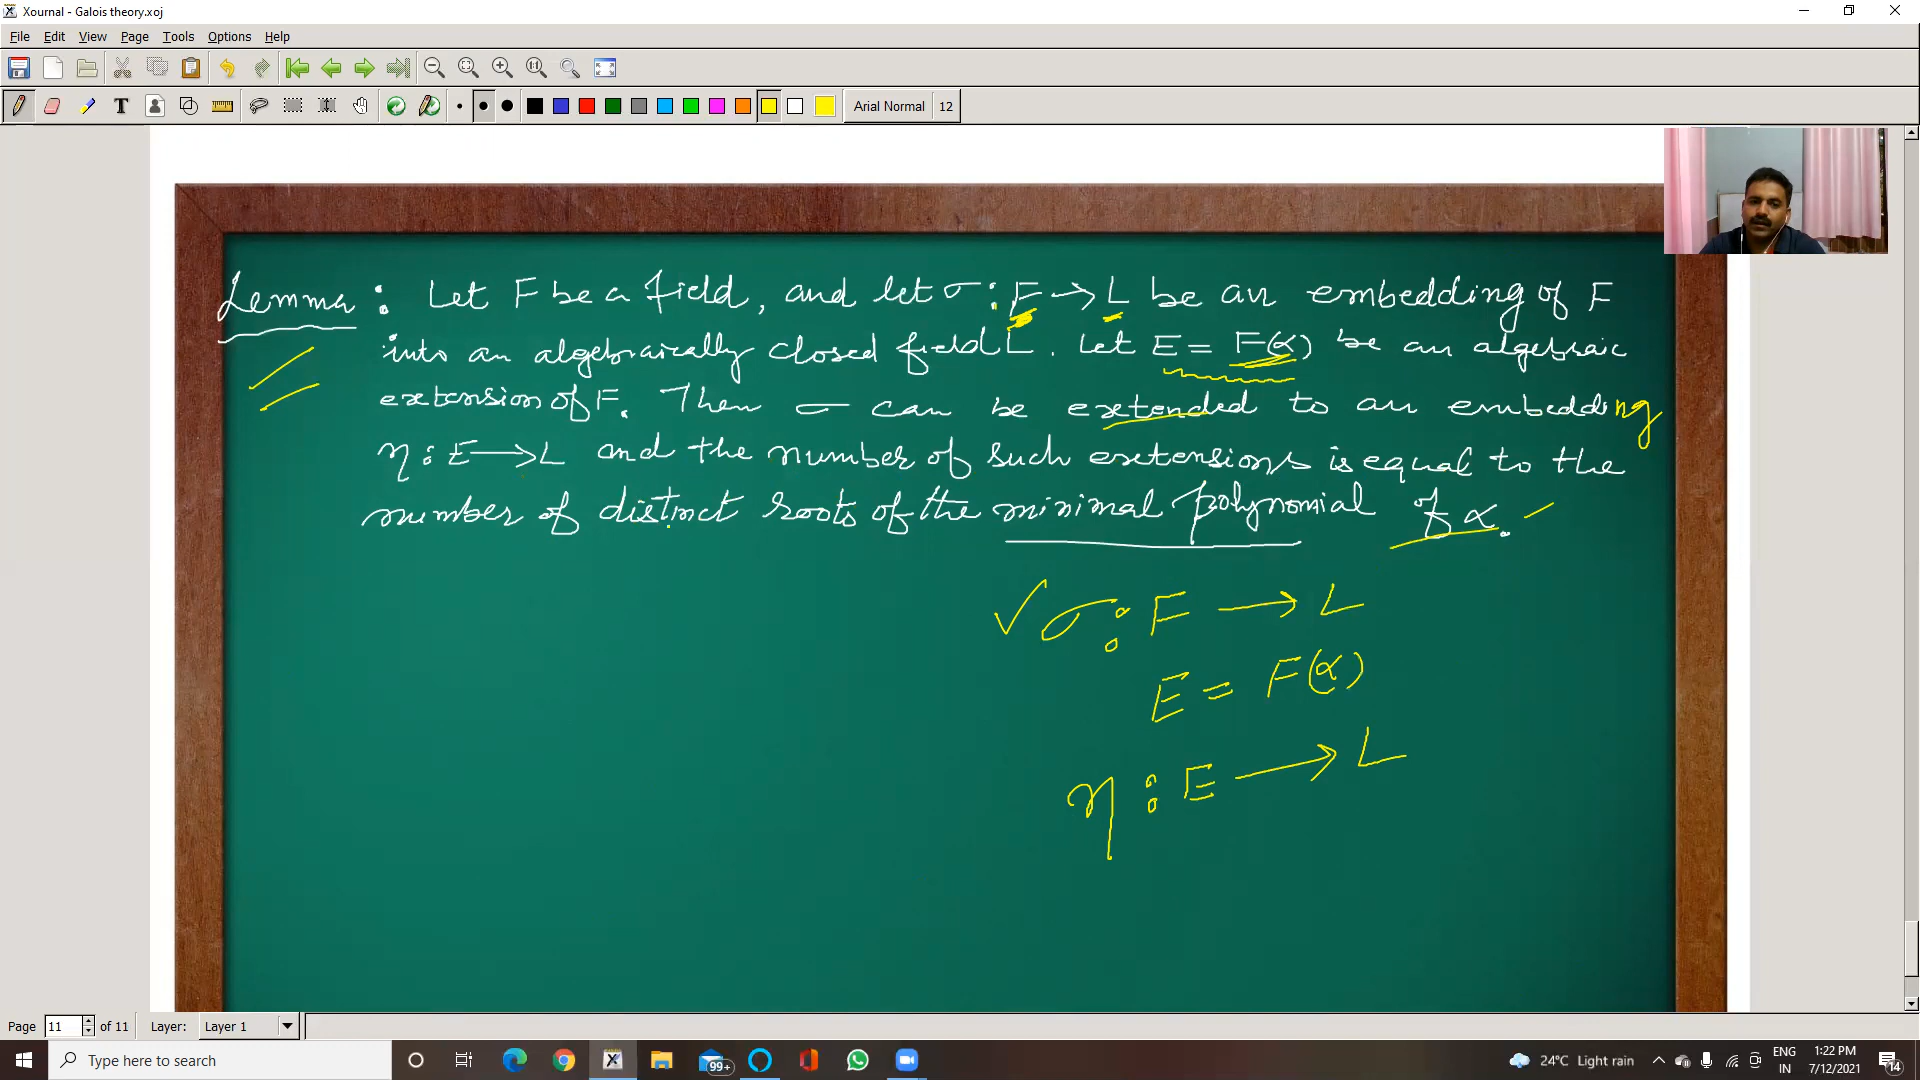 Xournal - Galois theory.xoj
File Edit View Page Tools Options Help
Arial Normal 12
Lemma : Let F be a field, and let σ : F → L be an embedding of F
into an algebraically closed field L. Let E = F(α) be an algebraic
extension of F. Then σ can be extended to an embedding
η : E → L and the number of such extensions is equal to the
number of distinct roots of the minimal polynomial of α.
✓ σ : F → L
E = F(α)
η : E → L
Page 11 of 11 Layer: Layer 1
Type here to search
99+
24°C Light rain
ENG
IN
1:22 PM
7/12/2021
14